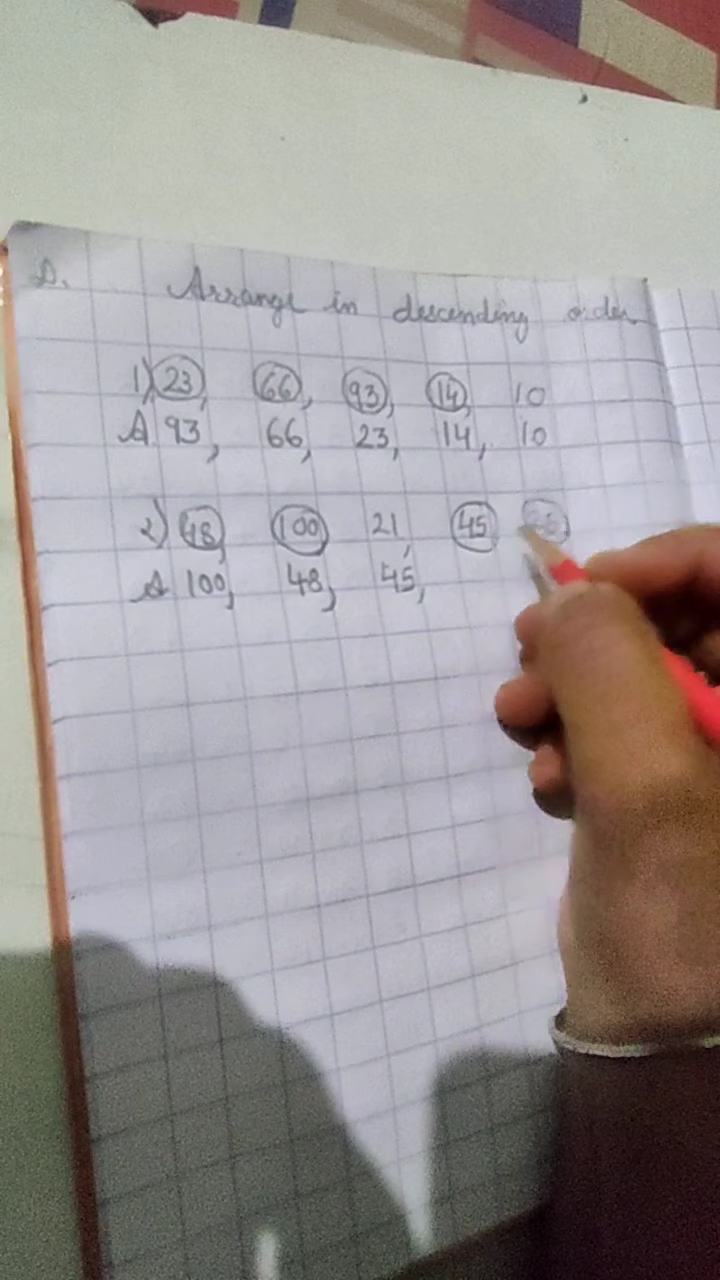 D. Arrange in descending order
1) 23, 66, 93, 14, 10
A 93, 66, 23, 14, 10
2) 48, 100 21, 45
A 100, 48, 45,